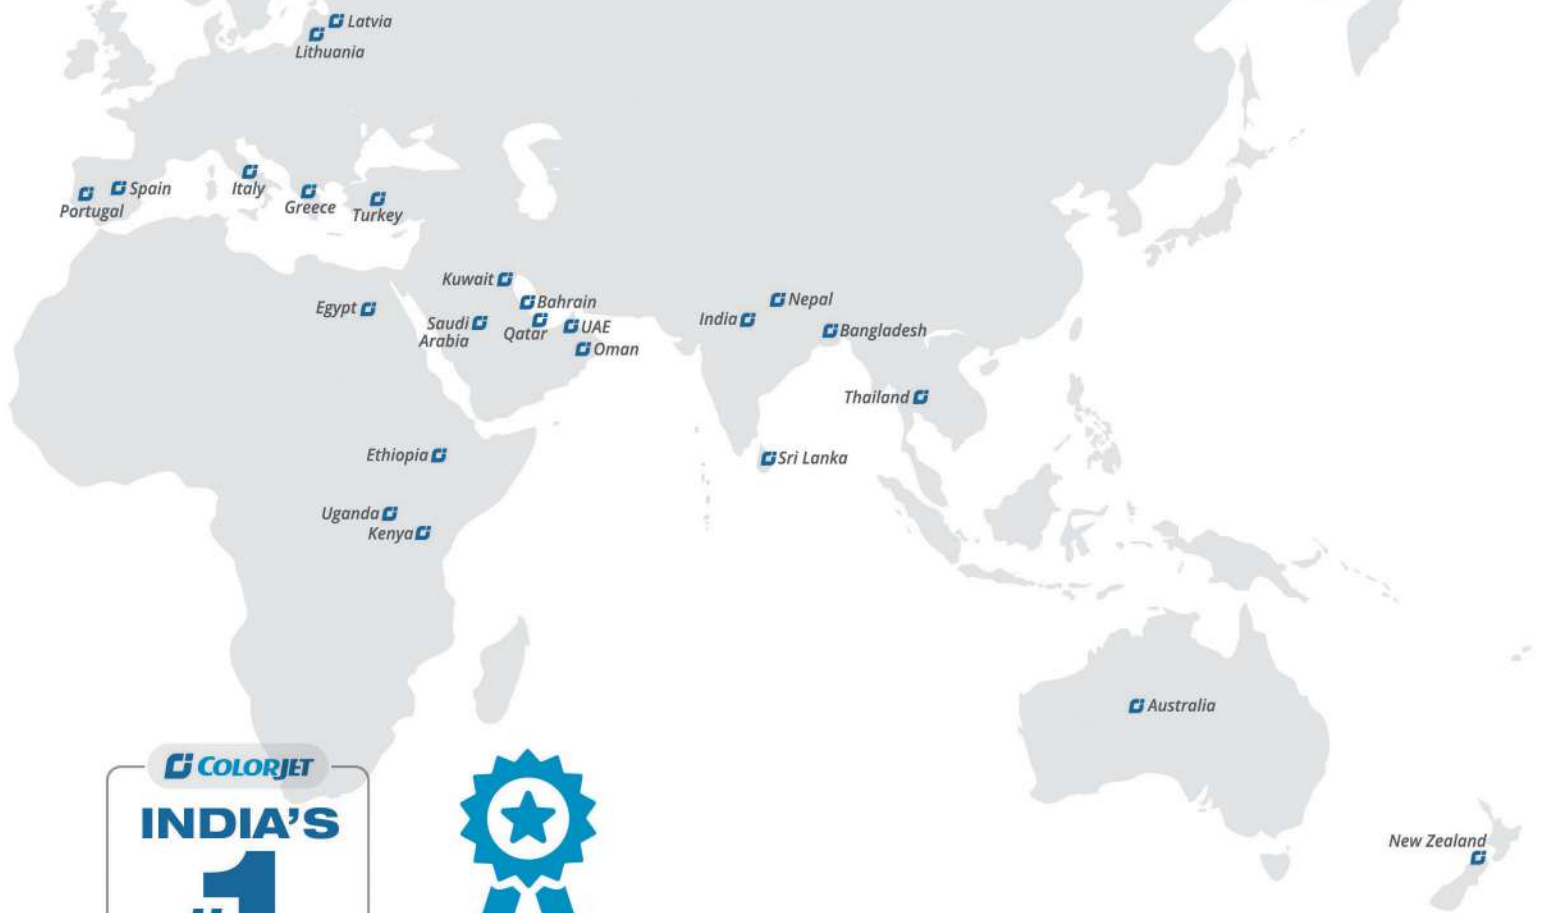 Latvia
Lithuania
Spain
Portugal
Italy
Greece
Turkey
Kuwait
Bahrain
Egypt
Saudi
Arabia
Qatar
UAE
Oman
Nepal
India
Bangladesh
Thailand
Sri Lanka
Ethiopia
Uganda
Kenya
Australia
New Zealand
COLORJET
INDIA'S
#1